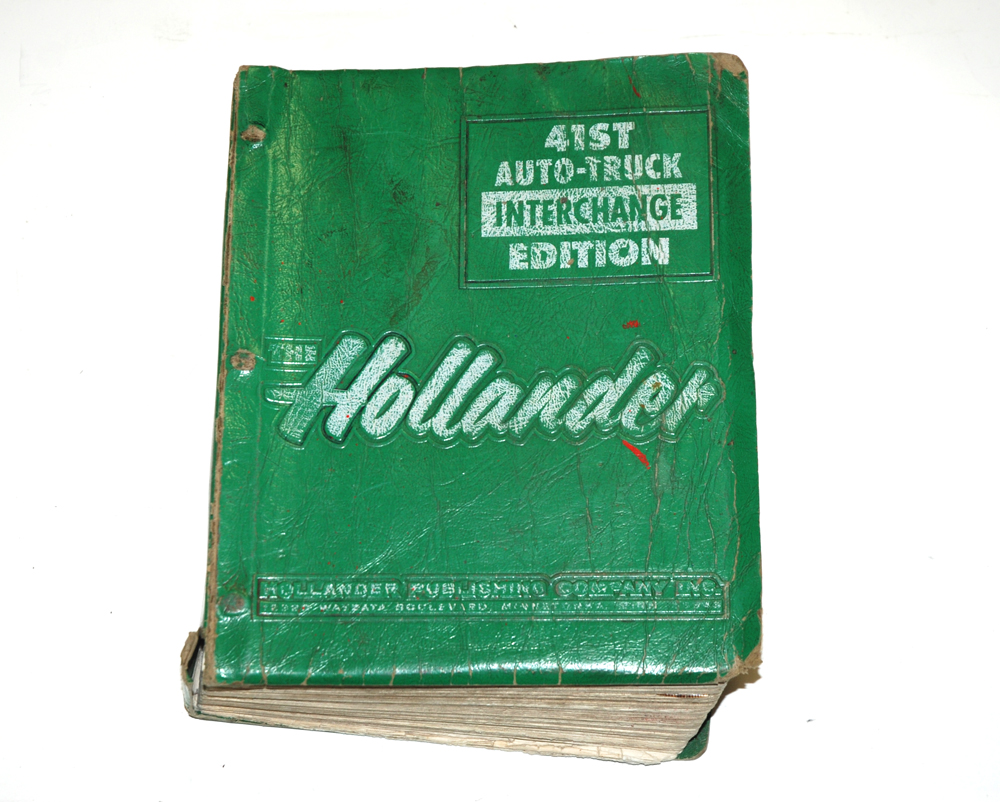 41ST
AUTO-TRUCK
INTERCHANGE
EDITION
THE
Hollander
HOLLANDER PUBLISHING COMPANY INC
WAYZATA BOULEVARD, MINNETONKA, MINN